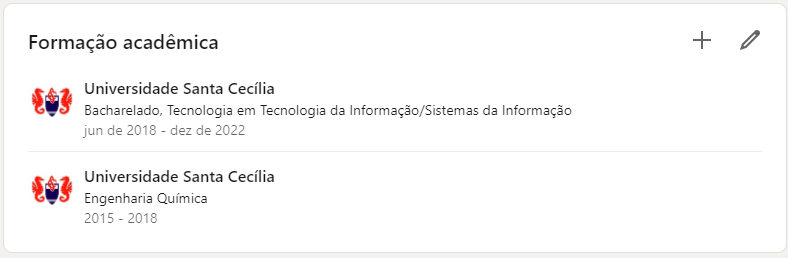 Formação acadêmica
Universidade Santa Cecília
Bacharelado, Tecnologia em Tecnologia da Informação/Sistemas da Informação
jun de 2018 - dez de 2022
Universidade Santa Cecília
Engenharia Química
2015 - 2018